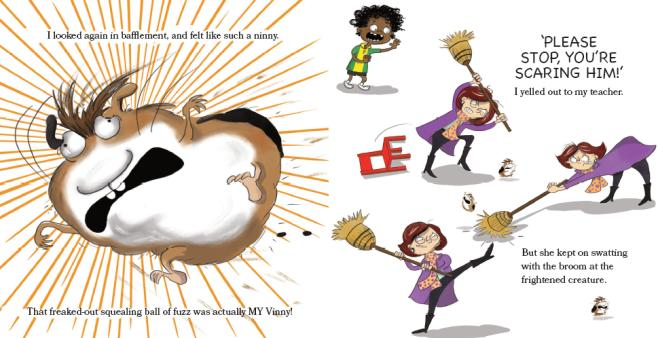 I looked again in bafflement, and felt like such a ninny.
That freaked-out squealing ball of fuzz was actually MY Vinny!
'PLEASE
STOP, YOU'RE
SCARING HIM!'
I yelled out to my teacher.
But she kept on swatting
with the broom at the
frightened creature.